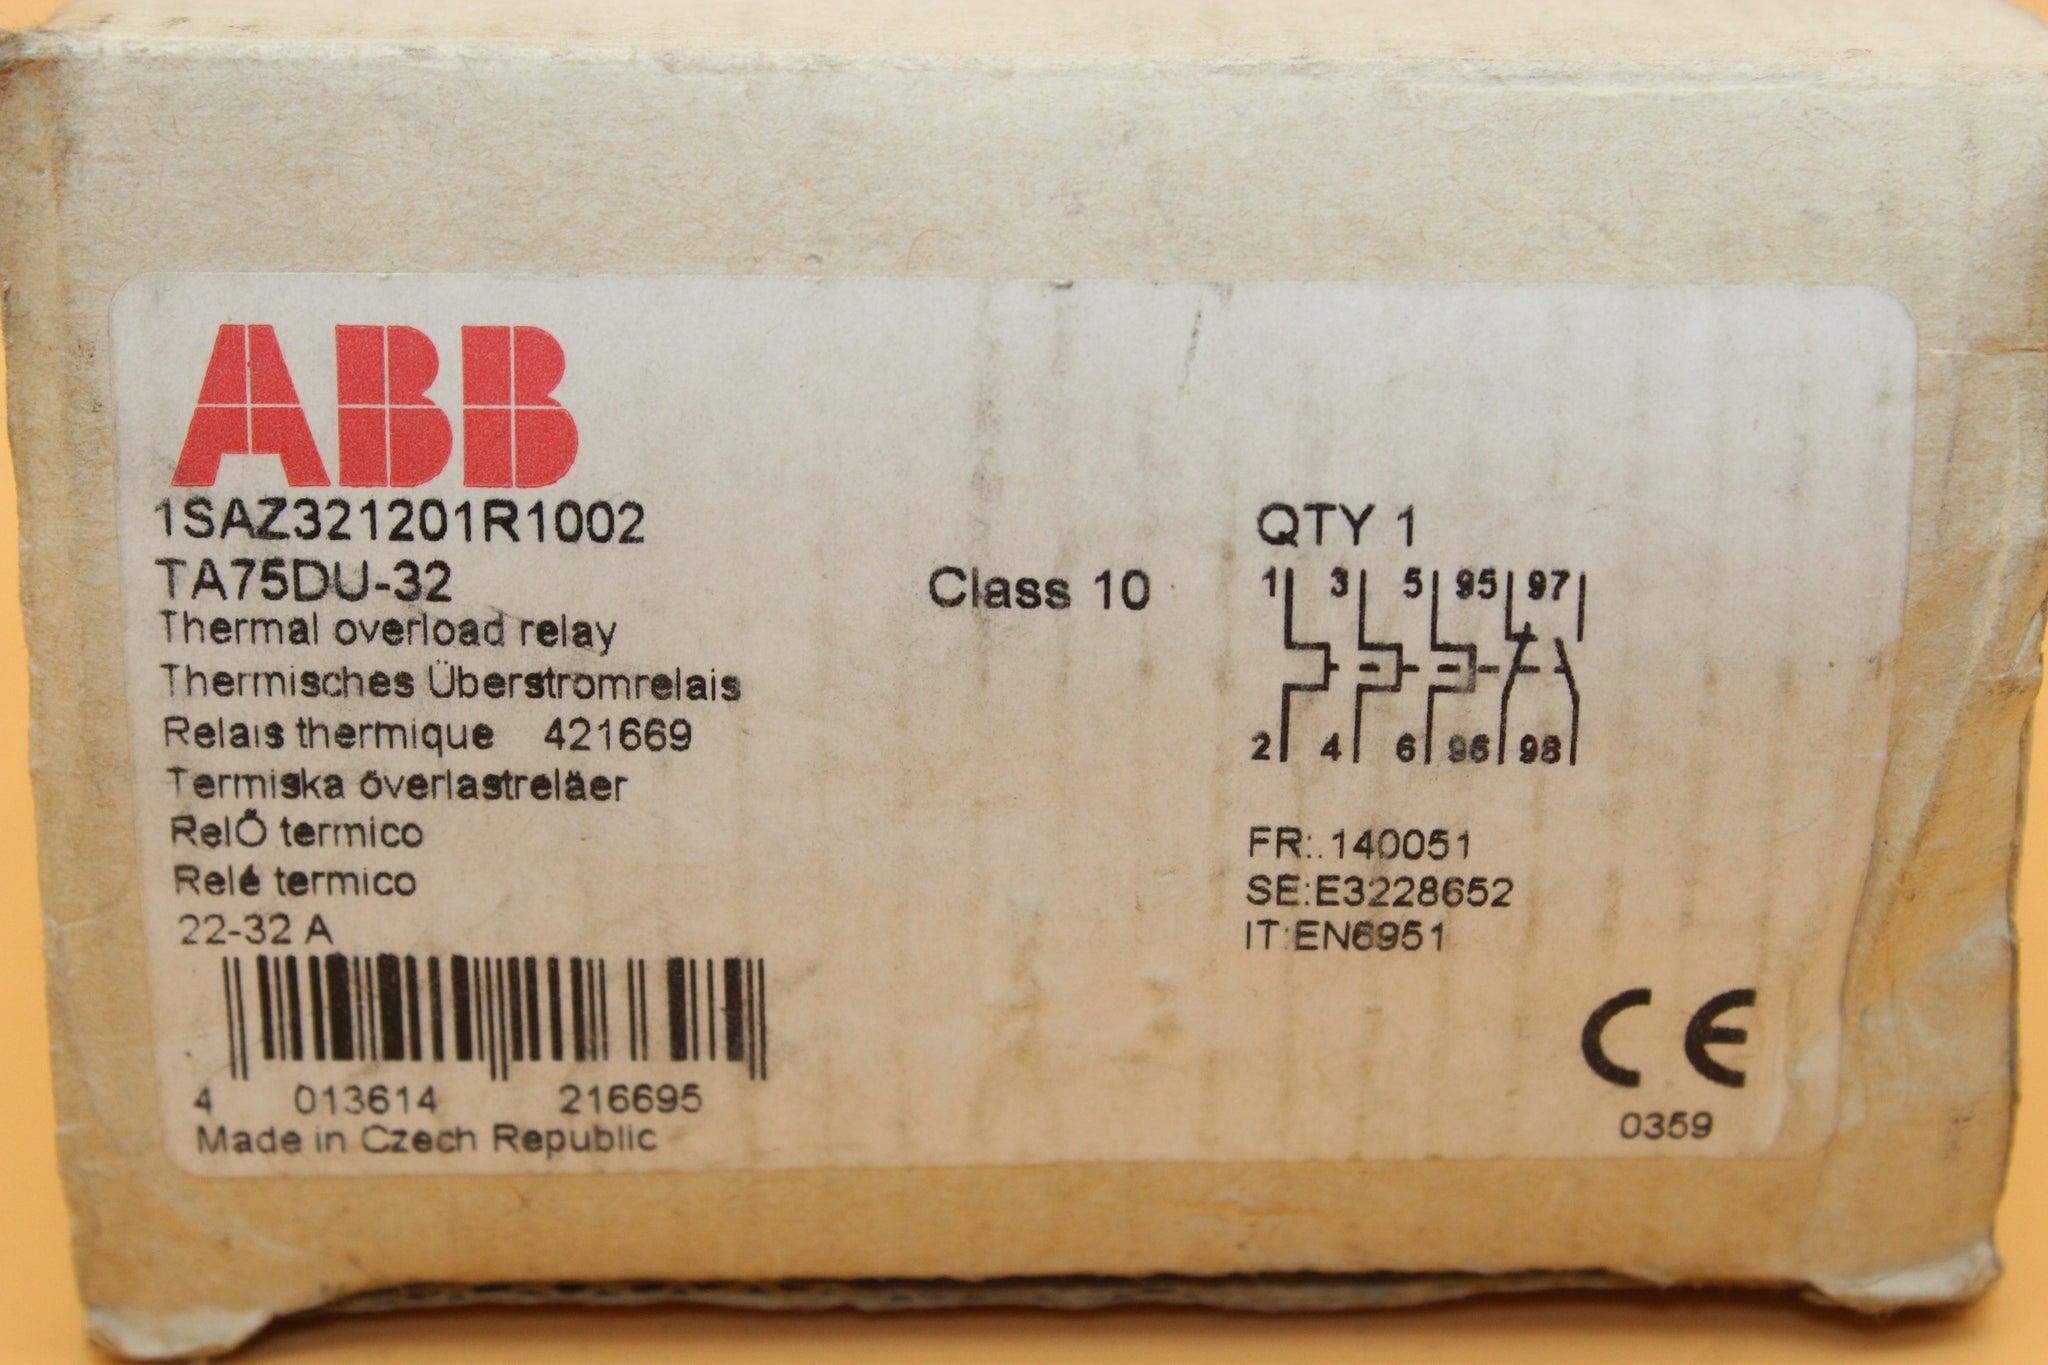 ABB
1SAZ321201R1002
QTY 1
TA75DU-32
Class 10
1 3 5 95 97
Thermal overload relay
Thermisches Überstromrelais
Relais thermique 421669
2 4 6 96 98
Termiska överlastreläer
RelÕ termico
FR:.140051
Relé termico
SE:E3228652
22-32 A
IT:EN6951
4 013614 216695
CE
Made in Czech Republic
0359